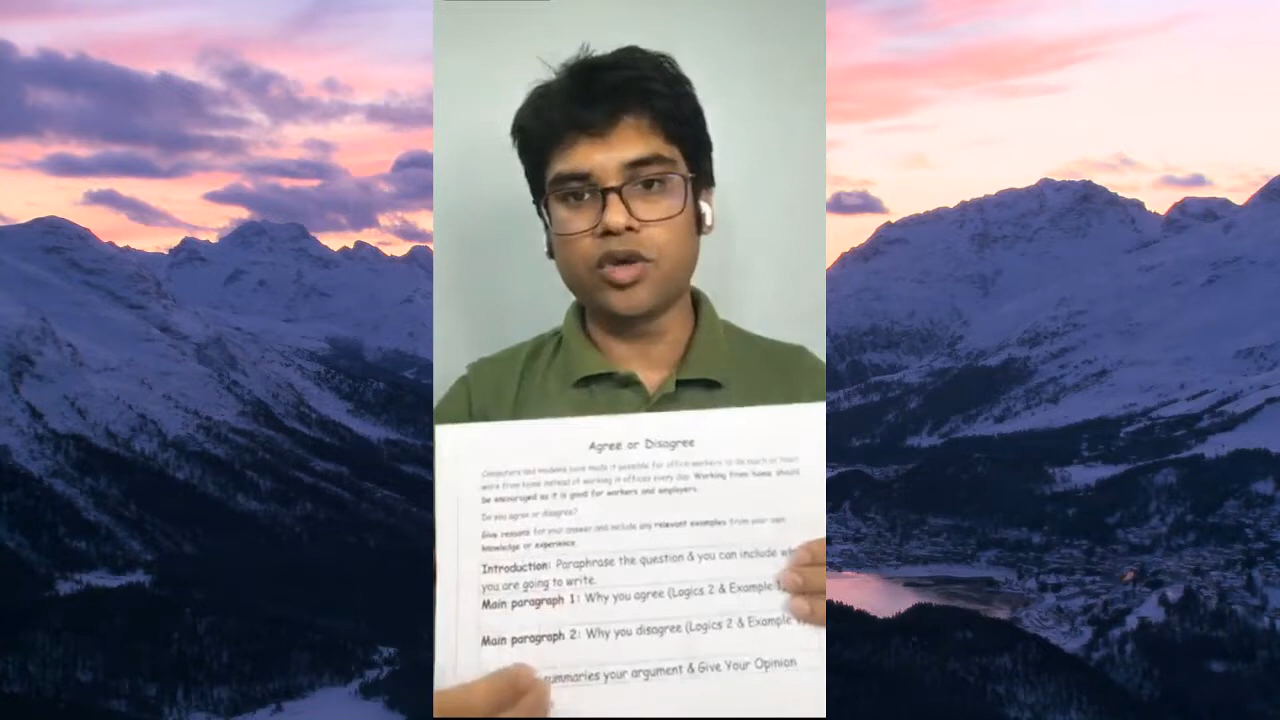 Agree or Disagree
Computers and modems have made it possible for office workers to do much of their
work from home instead of working in offices every day. Working from home should
be encouraged as it is good for workers and employers.
Do you agree or disagree?
Give reasons for your answer and include any relevant examples from your own
knowledge or experience.
Introduction: Paraphrase the question & you can include
you are going to write.
Main paragraph 1: Why you agree (Logics 2 & Example 1
Main paragraph 2: Why you disagree (Logics 2 & Example
summaries your argument & Give Your Opinion